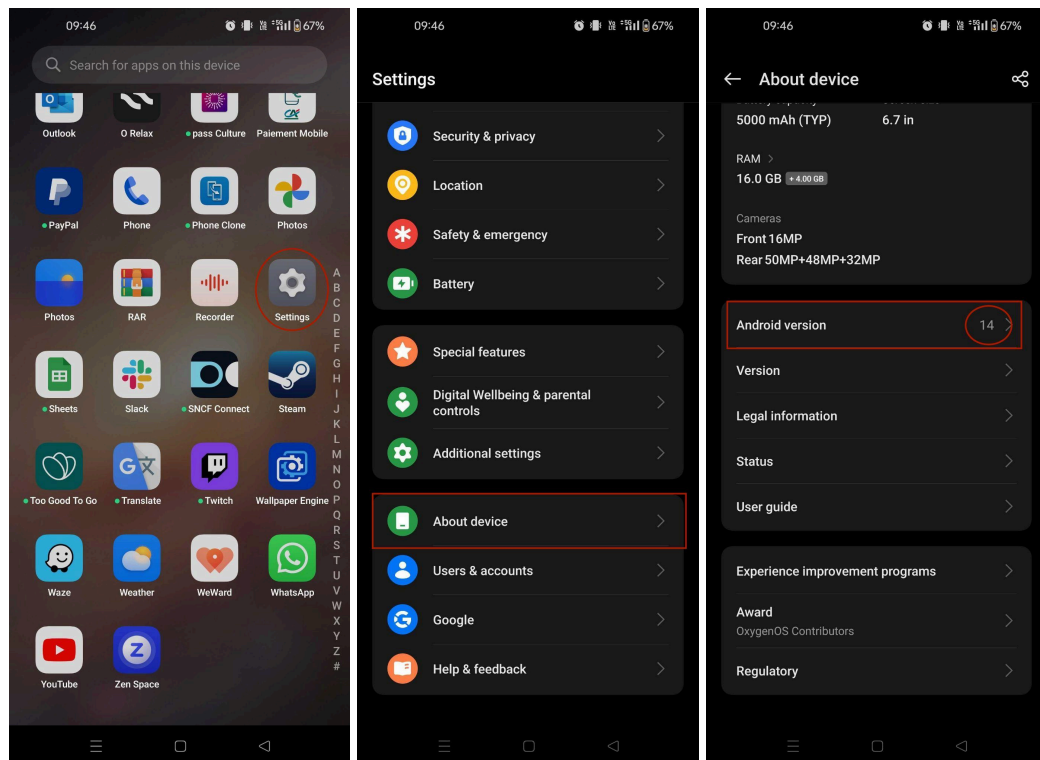 09:46
67%
Search for apps on this device
Outlook
O Relax
pass Culture
Paiement Mobile
PayPal
Phone
Phone Clone
Photos
Photos
RAR
Recorder
Settings
Sheets
Slack
SNCF Connect
Steam
Too Good To Go
Translate
Twitch
Wallpaper Engine
Waze
Weather
WeWard
WhatsApp
YouTube
Zen Space
A
B
C
D
E
F
G
H
I
J
K
L
M
N
O
P
Q
R
S
T
U
V
W
X
Y
Z
#
09:46
67%
Settings
Security & privacy
Location
Safety & emergency
Battery
Special features
Digital Wellbeing & parental
controls
Additional settings
About device
Users & accounts
Google
Help & feedback
09:46
67%
About device
5000 mAh (TYP)
6.7 in
RAM
16.0 GB + 4.00 GB
Cameras
Front 16MP
Rear 50MP+48MP+32MP
Android version
14
Version
Legal information
Status
User guide
Experience improvement programs
Award
OxygenOS Contributors
Regulatory